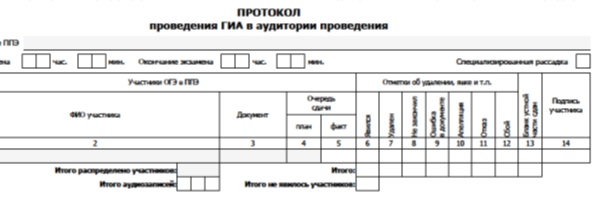 ПРОТОКОЛ
проведения ГИА в аудитории проведения
ППЭ
час. мин. Окончание экзамена час. мин. Специализированная рассадка
Участники ОГЭ в ППЭ Отметки об удалении, явке и т.п.
ФИО участника Документ Очередь сдачи план факт Явился Удален Не закончил Ошибка в документе Апелляция Отказ Сбой Бланк устной части сдан Подпись участника
2 3 4 5 6 7 8 9 10 11 12 13 14
Итого распределено участников: Итого:
Итого аудиозаписей: Итого не явилось участников: